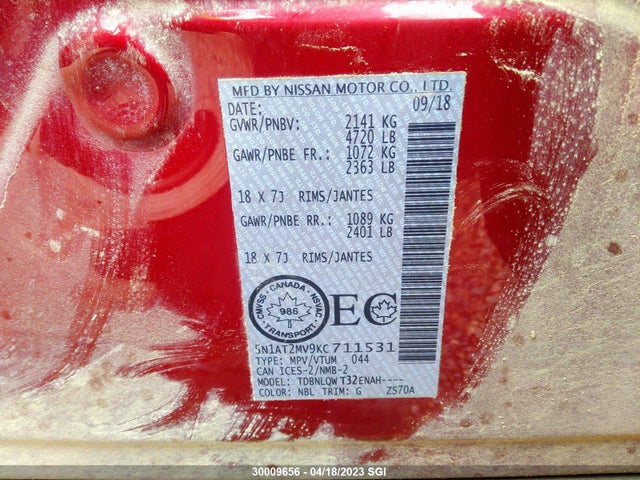 MFD BY NISSAN MOTOR CO., LTD.
DATE: 09/18
GVWR/PNBV: 2141 KG
4720 LB
GAWR/PNBE FR.: 1072 KG
2363 LB
18 X 7J RIMS/JANTES
GAWR/PNBE RR.: 1089 KG
2401 LB
18 X 7J RIMS/JANTES
CANADA
CMVSS NSVAC
986
TRANSPORT
EC
5N1AT2MV9KC711531
TYPE: MPV/VTUM 044
CAN ICES-2/NMB-2
MODEL: TDBNLQWT32ENAH----
COLOR: NBL TRIM: G ZS70A
30009656 - 04/18/2023 SGI